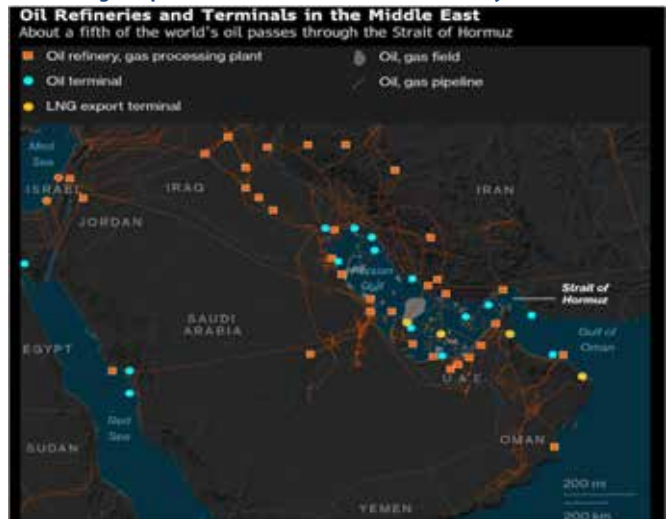 Oil Refineries and Terminals in the Middle East
About a fifth of the world's oil passes through the Strait of Hormuz
Oil refinery, gas processing plant
Oil, gas field
Oil terminal
Oil, gas pipeline
LNG export terminal
Med
Sea
ISRAEL
IRAQ
IRAN
JORDAN
Persian
Gulf
Strait of
Hormuz
SAUDI
ARABIA
Gulf of
Oman
EGYPT
U.A.E.
Red
Sea
OMAN
SUDAN
200 mi
200 km
YEMEN